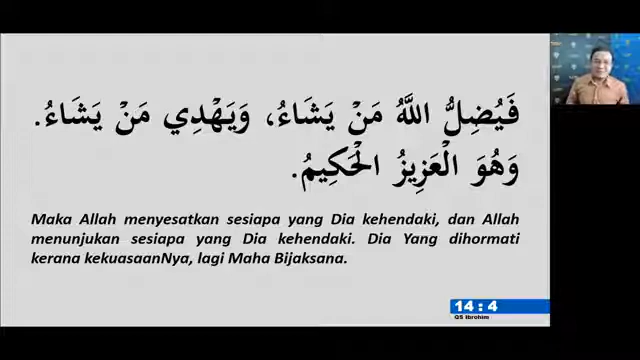 فَيُضِلُّ اللَّهُ مَنْ يَشَاءُ، وَيَهْدِي مَنْ يَشَاءُ.
وَهُوَ الْعَزِيزُ الْحَكِيمُ.
Maka Allah menyesatkan sesiapa yang Dia kehendaki, dan Allah
menunjukan sesiapa yang Dia kehendaki. Dia Yang dihormati
kerana kekuasaanNya, lagi Maha Bijaksana.
14 : 4
QS Ibrohim